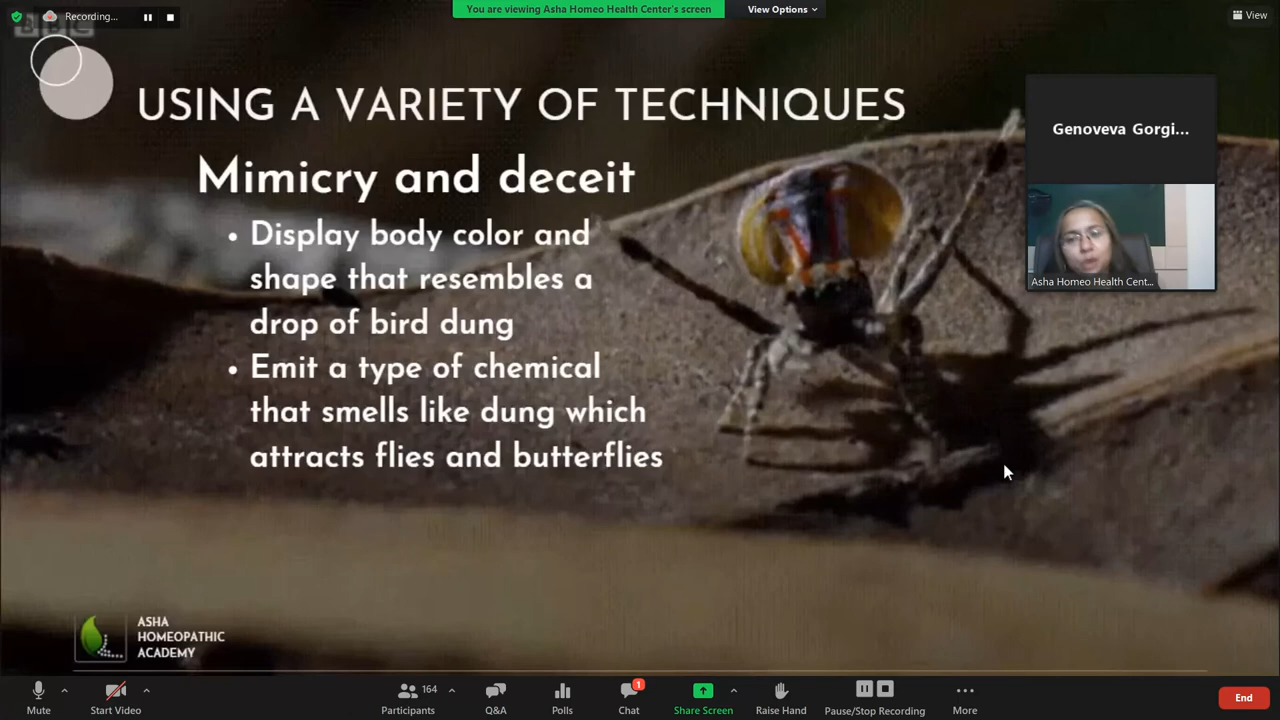 Recording...
You are viewing Asha Homeo Health Center's screen
View Options
View
BBC
USING A VARIETY OF TECHNIQUES
Genoveva Gorgi...
Mimicry and deceit
• Display body color and
shape that resembles a
drop of bird dung
• Emit a type of chemical
that smells like dung which
attracts flies and butterflies
Asha Homeo Health Cent...
ASHA
HOMEOPATHIC
ACADEMY
Mute
Start Video
Participants
164
Q&A
Polls
Chat
1
Share Screen
Raise Hand
Pause/Stop Recording
More
End